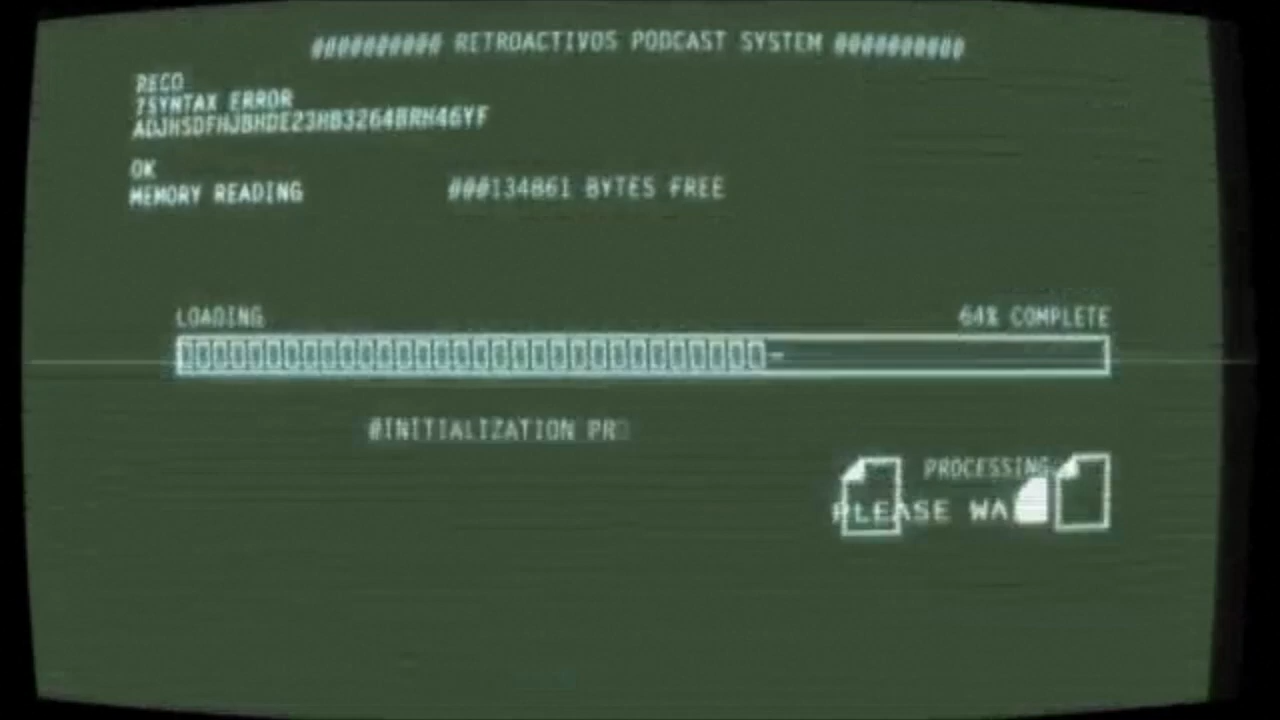 ########## RETROACTIVOS PODCAST SYSTEM ##########
RECO
?SYNTAX ERROR
ADJHSDFHJBHDE23HB3264BRH46YF
OK
MEMORY READING ###134861 BYTES FREE
LOADING 64% COMPLETE
@INITIALIZATION PR
PROCESSING
PLEASE WA